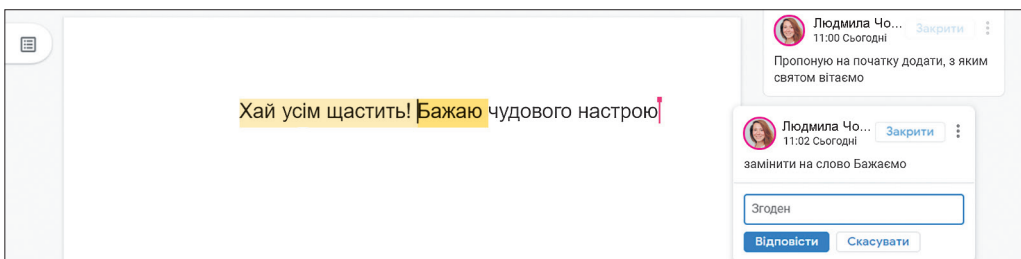 Хай усім щастить! Бажаю чудового настрою
Людмила Чо...
Закрити
11:00 Сьогодні
Пропоную на початку додати, з яким
святом вітаємо
Людмила Чо...
Закрити
11:02 Сьогодні
замінити на слово Бажаємо
Згоден
Відповісти
Скасувати